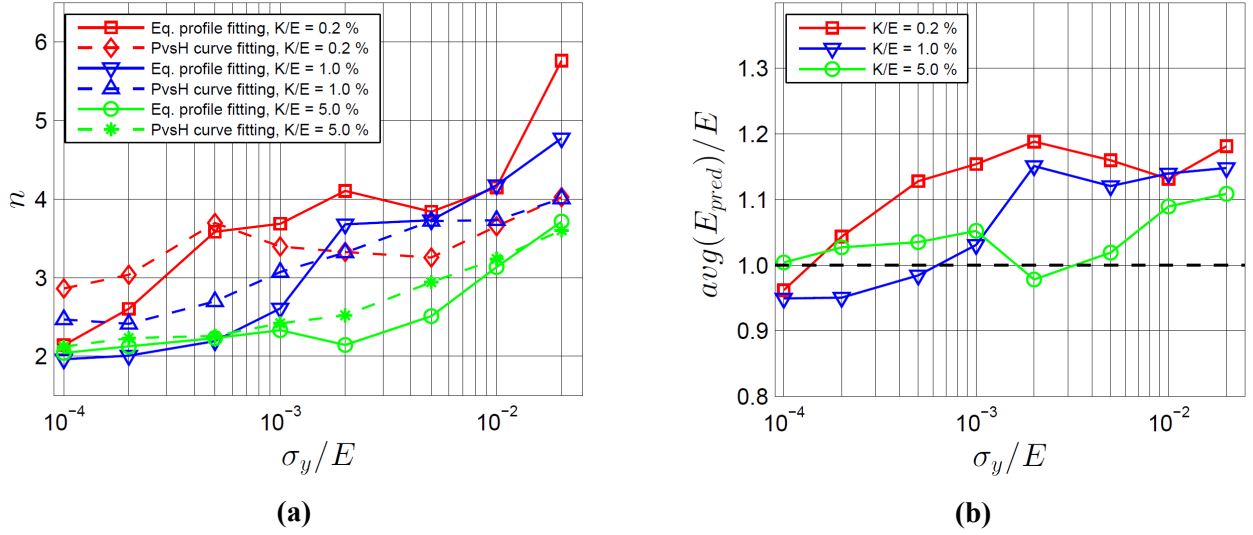 6
5
4
3
2
n
Eq. profile fitting, K/E = 0.2 %
PvsH curve fitting, K/E = 0.2 %
Eq. profile fitting, K/E = 1.0 %
PvsH curve fitting, K/E = 1.0 %
Eq. profile fitting, K/E = 5.0 %
PvsH curve fitting, K/E = 5.0 %
10⁻⁴ 10⁻³ 10⁻²
σ_y/E
(a)
1.3
1.2
1.1
1.0
0.9
0.8
avg(E_pred)/E
K/E = 0.2 %
K/E = 1.0 %
K/E = 5.0 %
10⁻⁴ 10⁻³ 10⁻²
σ_y/E
(b)